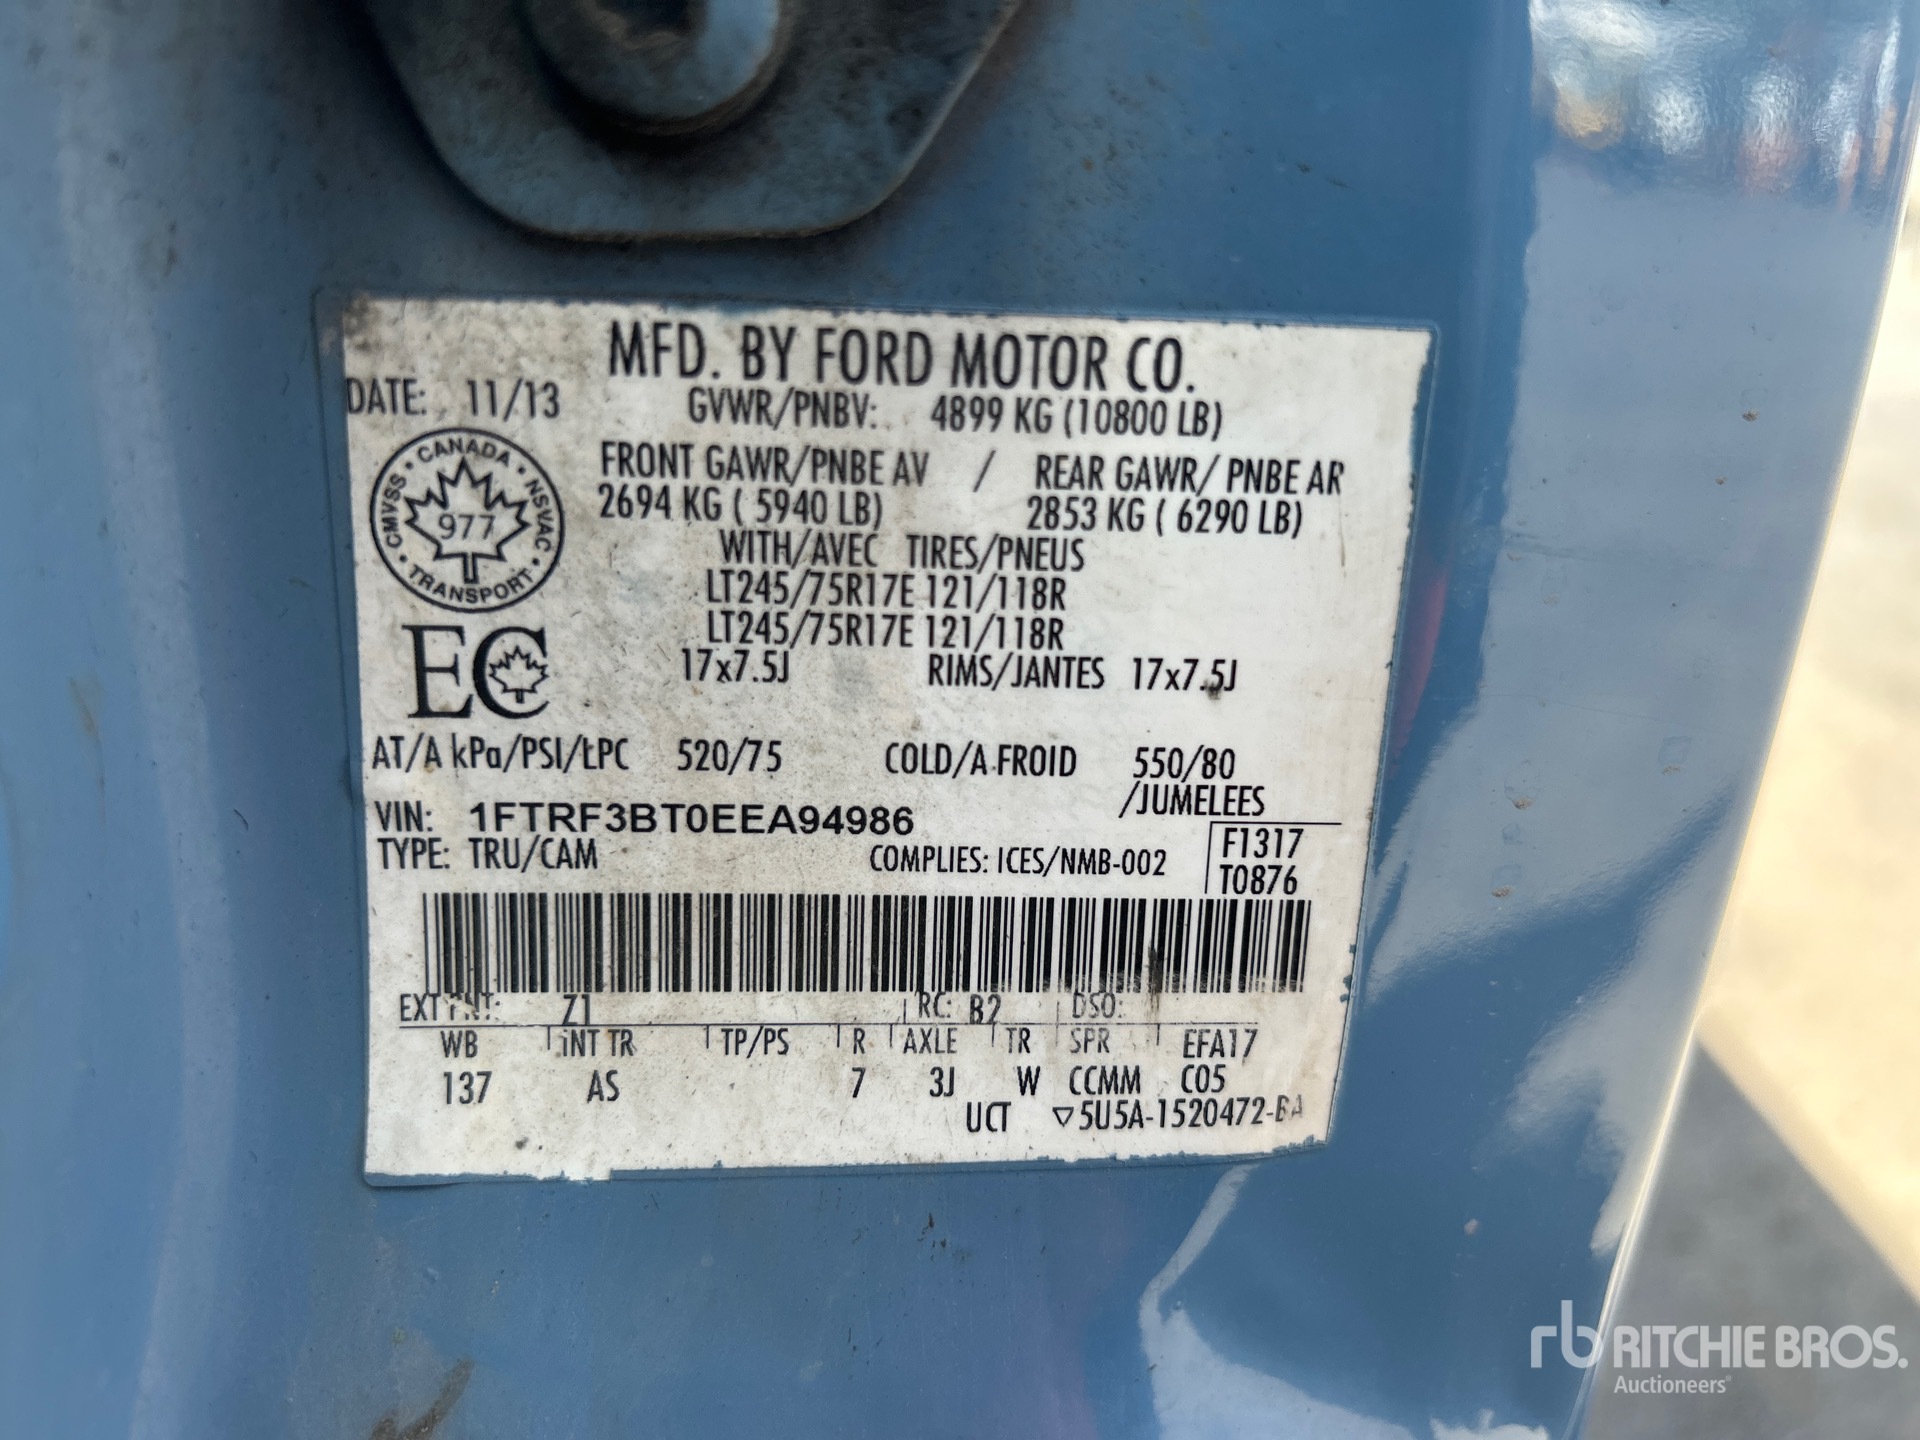 MFD. BY FORD MOTOR CO.
DATE: 11/13 GVWR/PNBV: 4899 KG (10800 LB)
FRONT GAWR/PNBE AV / REAR GAWR/ PNBE AR
2694 KG ( 5940 LB) 2853 KG ( 6290 LB)
WITH/AVEC TIRES/PNEUS
LT245/75R17E 121/118R
LT245/75R17E 121/118R
17x7.5J RIMS/JANTES 17x7.5J
CANADA • NSVAC • TRANSPORT • CMVSS •
977
EC
AT/A kPa/PSI/LPC 520/75 COLD/A FROID 550/80
/JUMELEES
VIN: 1FTRF3BT0EEA94986
TYPE: TRU/CAM COMPLIES: ICES/NMB-002
F1317
T0876
EXT PNT: Z1 RC: B2 DSO:
WB INT TR TP/PS R AXLE TR SPR EFA17
137 AS 7 3J W CCMM C05
UCT ▽5U5A-1520472-BA
rb RITCHIE BROS.
Auctioneers